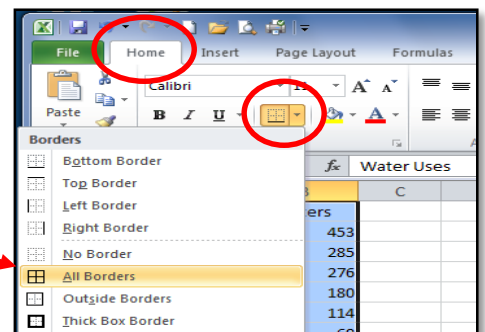 File Home Insert Page Layout Formulas
Calibri 11 A A
Paste B I U A
Borders
Bottom Border fx Water Uses
Top Border C
Left Border ers
Right Border 453
No Border 285
All Borders 276
Outside Borders 180
Thick Box Border 114